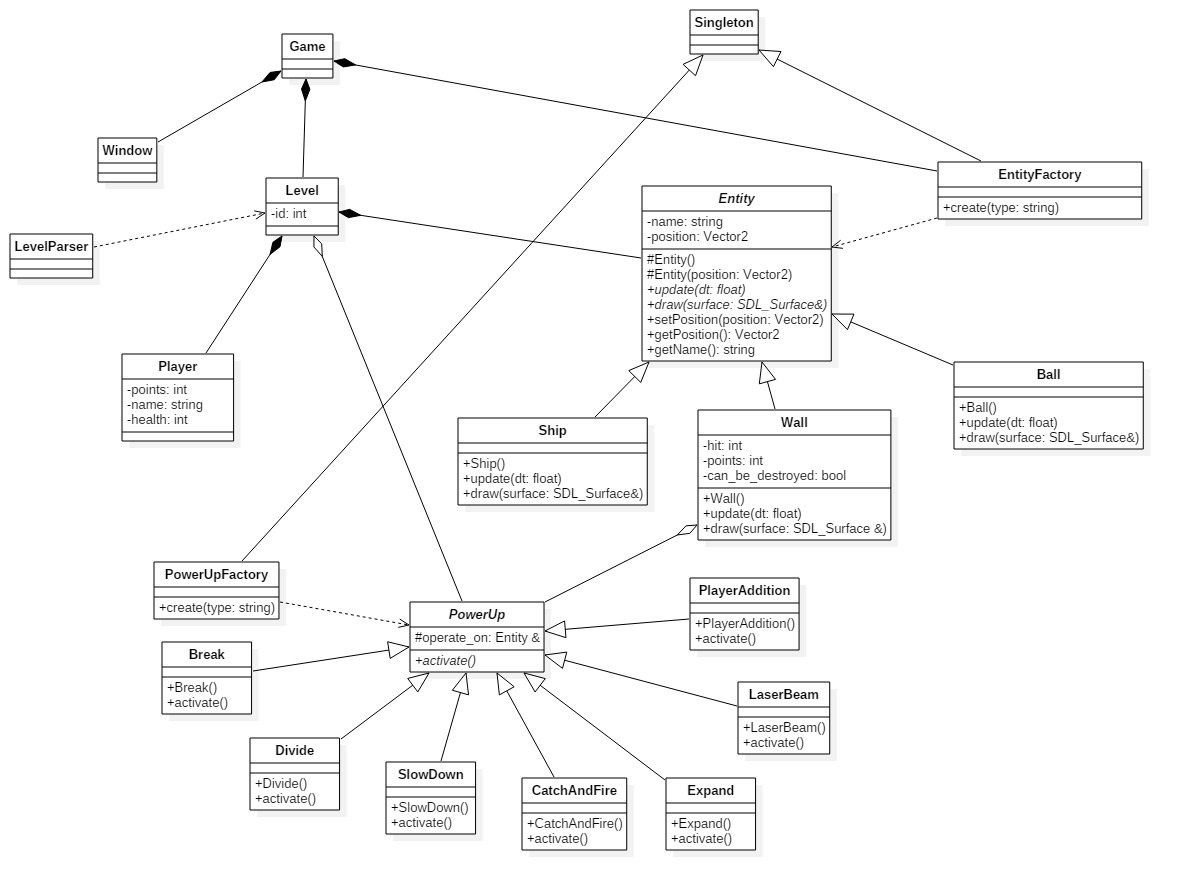 Singleton
Game
Window
EntityFactory
+create(type: string)
Level
-id: int
Entity
-name: string
-position: Vector2
#Entity()
#Entity(position: Vector2)
+update(dt: float)
+draw(surface: SDL_Surface&)
+setPosition(position: Vector2)
+getPosition(): Vector2
+getName(): string
LevelParser
Player
-points: int
-name: string
-health: int
Ball
+Ball()
+update(dt: float)
+draw(surface: SDL_Surface&)
Ship
+Ship()
+update(dt: float)
+draw(surface: SDL_Surface&)
Wall
-hit: int
-points: int
-can_be_destroyed: bool
+Wall()
+update(dt: float)
+draw(surface: SDL_Surface &)
PowerUpFactory
+create(type: string)
PowerUp
#operate_on: Entity &
+activate()
PlayerAddition
+PlayerAddition()
+activate()
Break
+Break()
+activate()
LaserBeam
+LaserBeam()
+activate()
Divide
+Divide()
+activate()
SlowDown
+SlowDown()
+activate()
CatchAndFire
+CatchAndFire()
+activate()
Expand
+Expand()
+activate()